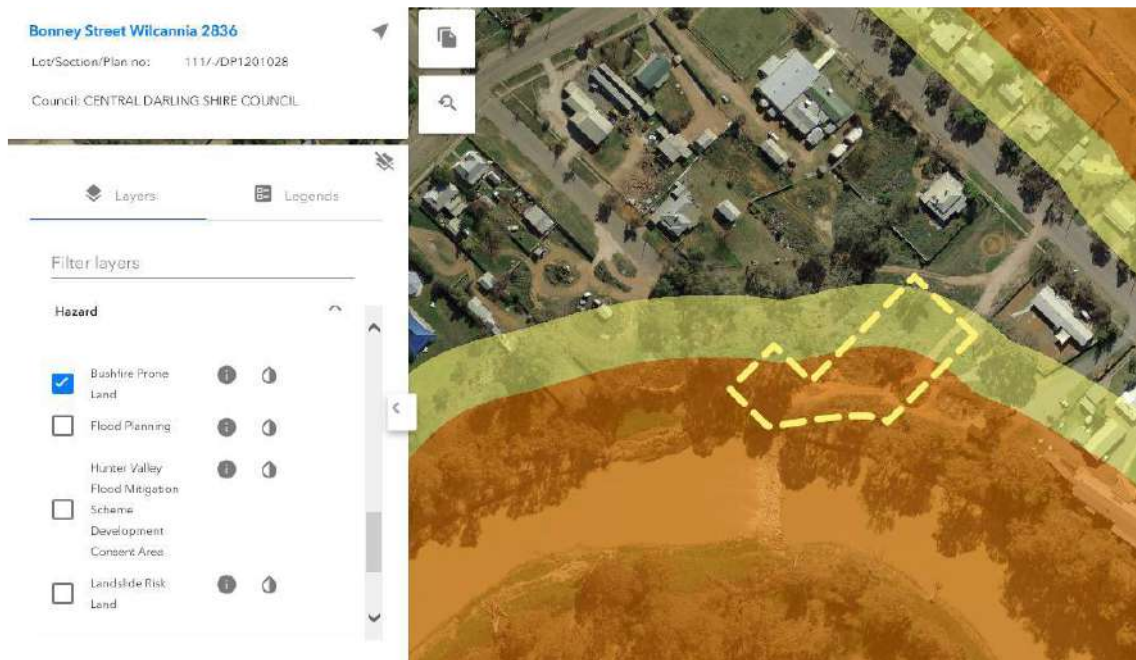 Bonney Street Wilcannia 2836
Lot/Section/Plan no: 111/-/DP1201028
Council: CENTRAL DARLING SHIRE COUNCIL
Layers
Legends
Filter layers
Hazard
Bushfire Prone
Land
Flood Planning
Hunter Valley
Flood Mitigation
Scheme
Development
Consent Area
Landslide Risk
Land